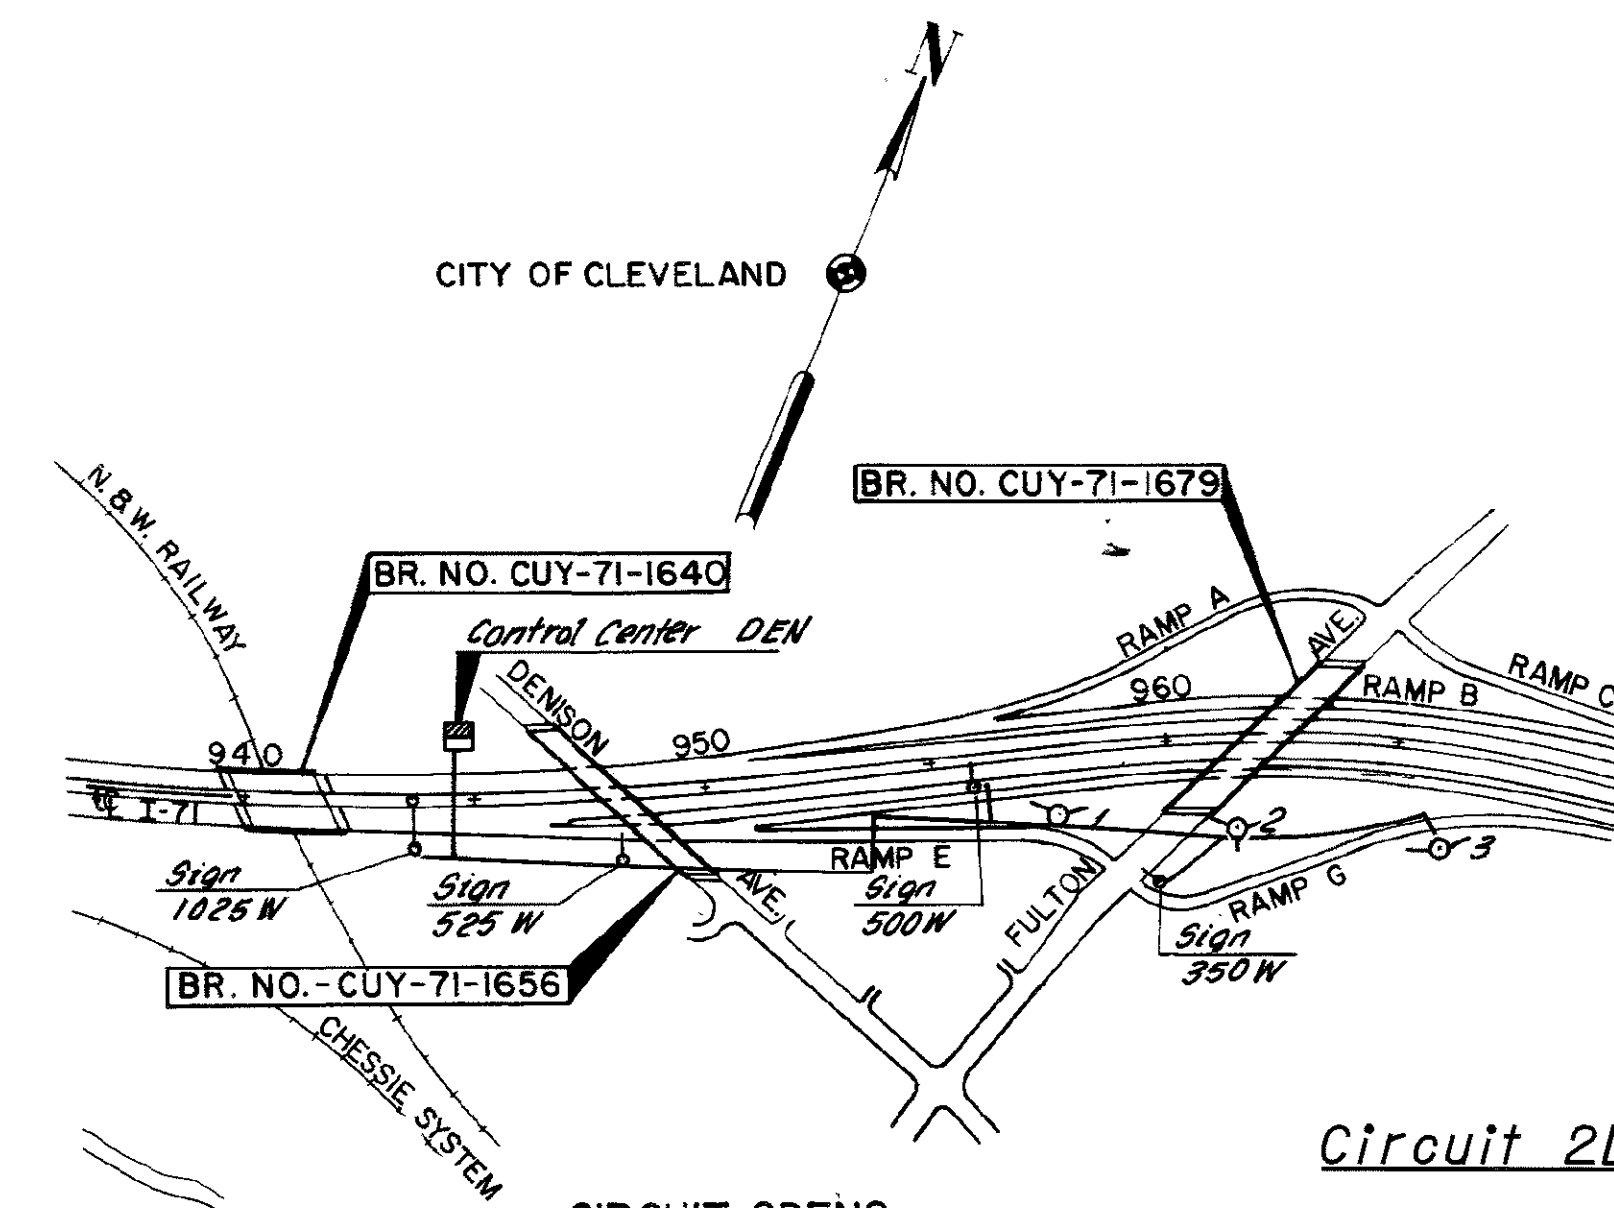 N
CITY OF CLEVELAND
BR. NO. CUY-71-1679
N. & W. RAILWAY
BR. NO. CUY-71-1640
Control Center DEN
DENISON
AVE.
RAMP A
AVE.
RAMP C
RAMP B
960
950
940
℄ I-71
1
2
3
RAMP E
Sign
1025 W
Sign
525 W
Sign
500W
FULTON
RAMP G
Sign
350 W
BR. NO.-CUY-71-1656
CHESSIE SYSTEM
Circuit 2